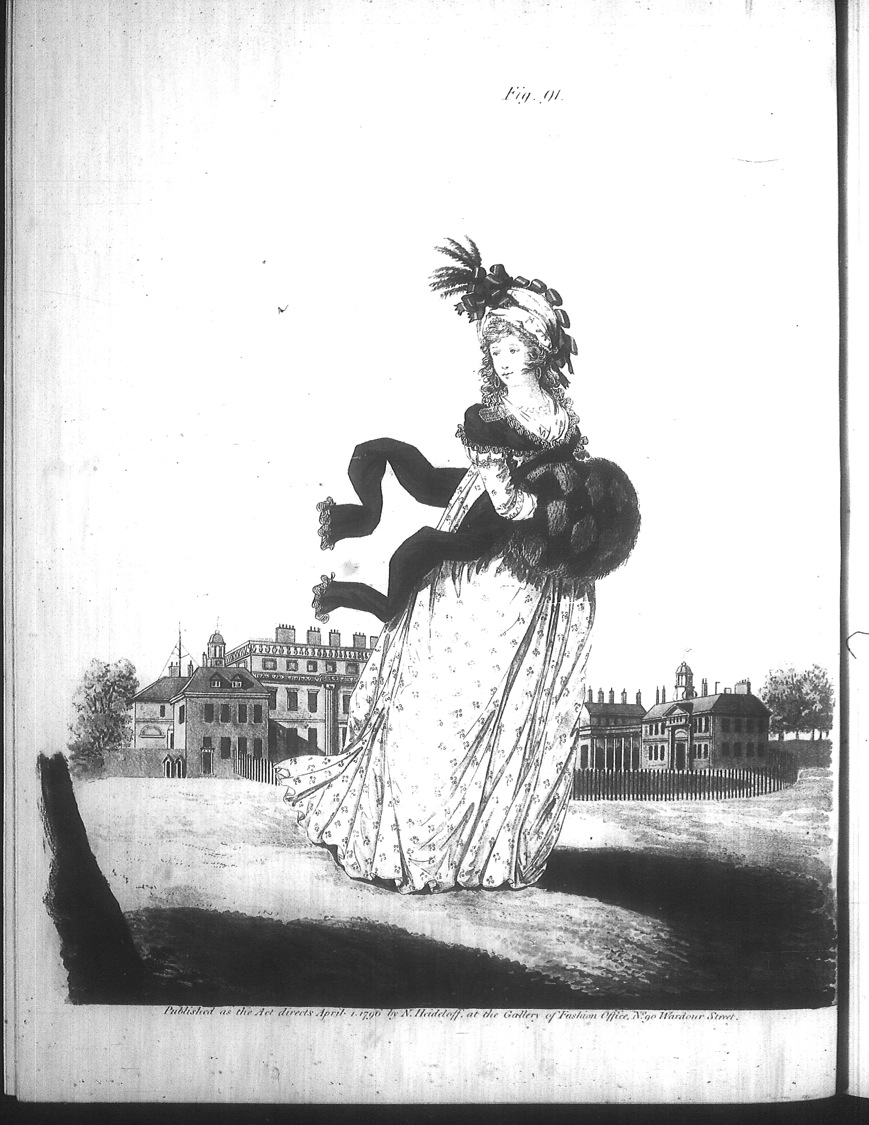 Fig. 91.
Published as the Act directs April. 1. 1796 by N. Heideloff, at the Gallery of Fashion Office, No. 90 Wardour Street.